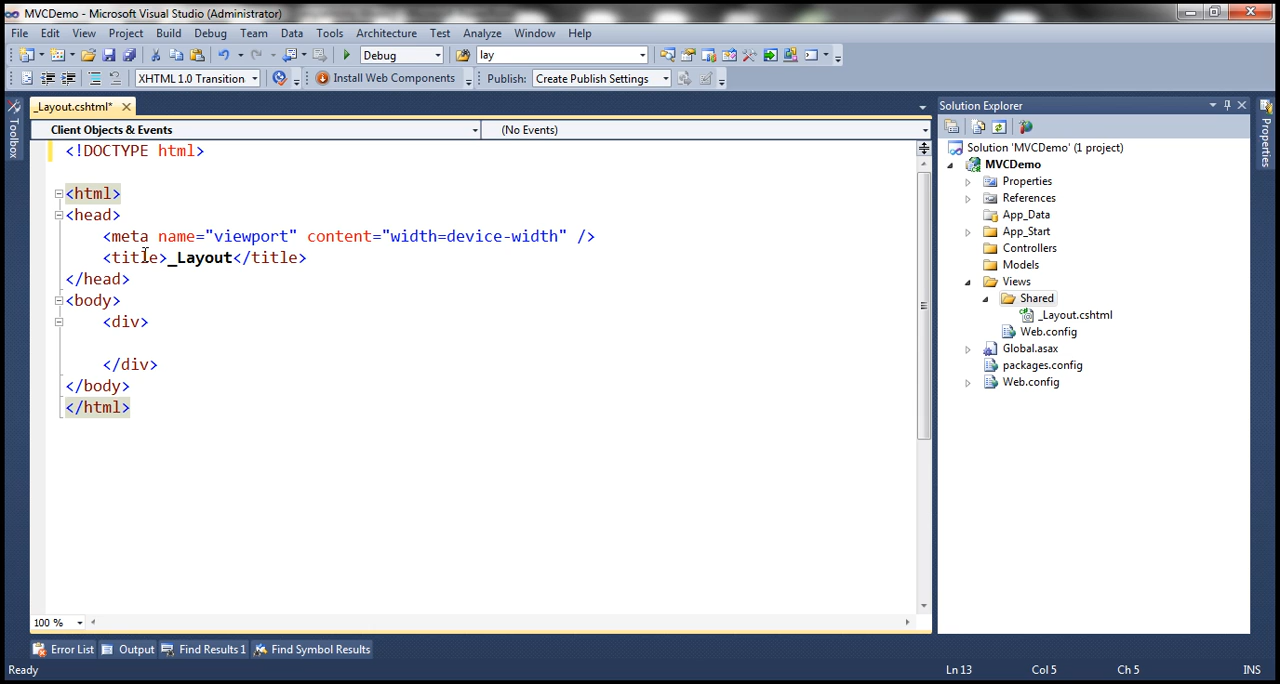 MVCDemo - Microsoft Visual Studio (Administrator)
File Edit View Project Build Debug Team Data Tools Architecture Test Analyze Window Help
Debug lay
XHTML 1.0 Transition Install Web Components Publish: Create Publish Settings
Toolbox
_Layout.cshtml*
Client Objects & Events (No Events)
<!DOCTYPE html>
<html>
<head>
<meta name="viewport" content="width=device-width" />
<title>_Layout</title>
</head>
<body>
<div>
</div>
</body>
</html>
100 %
Solution Explorer
Solution 'MVCDemo' (1 project)
MVCDemo
Properties
References
App_Data
App_Start
Controllers
Models
Views
Shared
_Layout.cshtml
Web.config
Global.asax
packages.config
Web.config
Properties
Error List Output Find Results 1 Find Symbol Results
Ready Ln 13 Col 5 Ch 5 INS